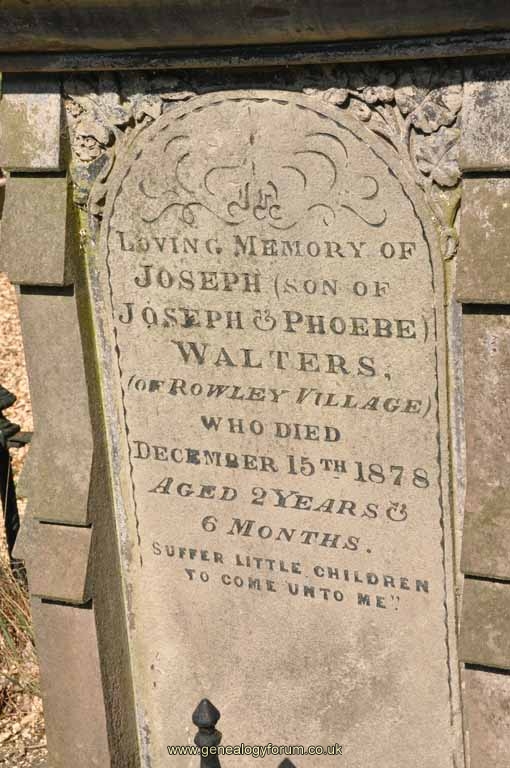 In
LOVING MEMORY OF
JOSEPH (SON OF
JOSEPH & PHOEBE)
WALTERS,
(OF ROWLEY VILLAGE)
WHO DIED
DECEMBER 15TH 1878
AGED 2 YEARS &
6 MONTHS.
SUFFER LITTLE CHILDREN
TO COME UNTO ME"
www.genealogyforum.co.uk